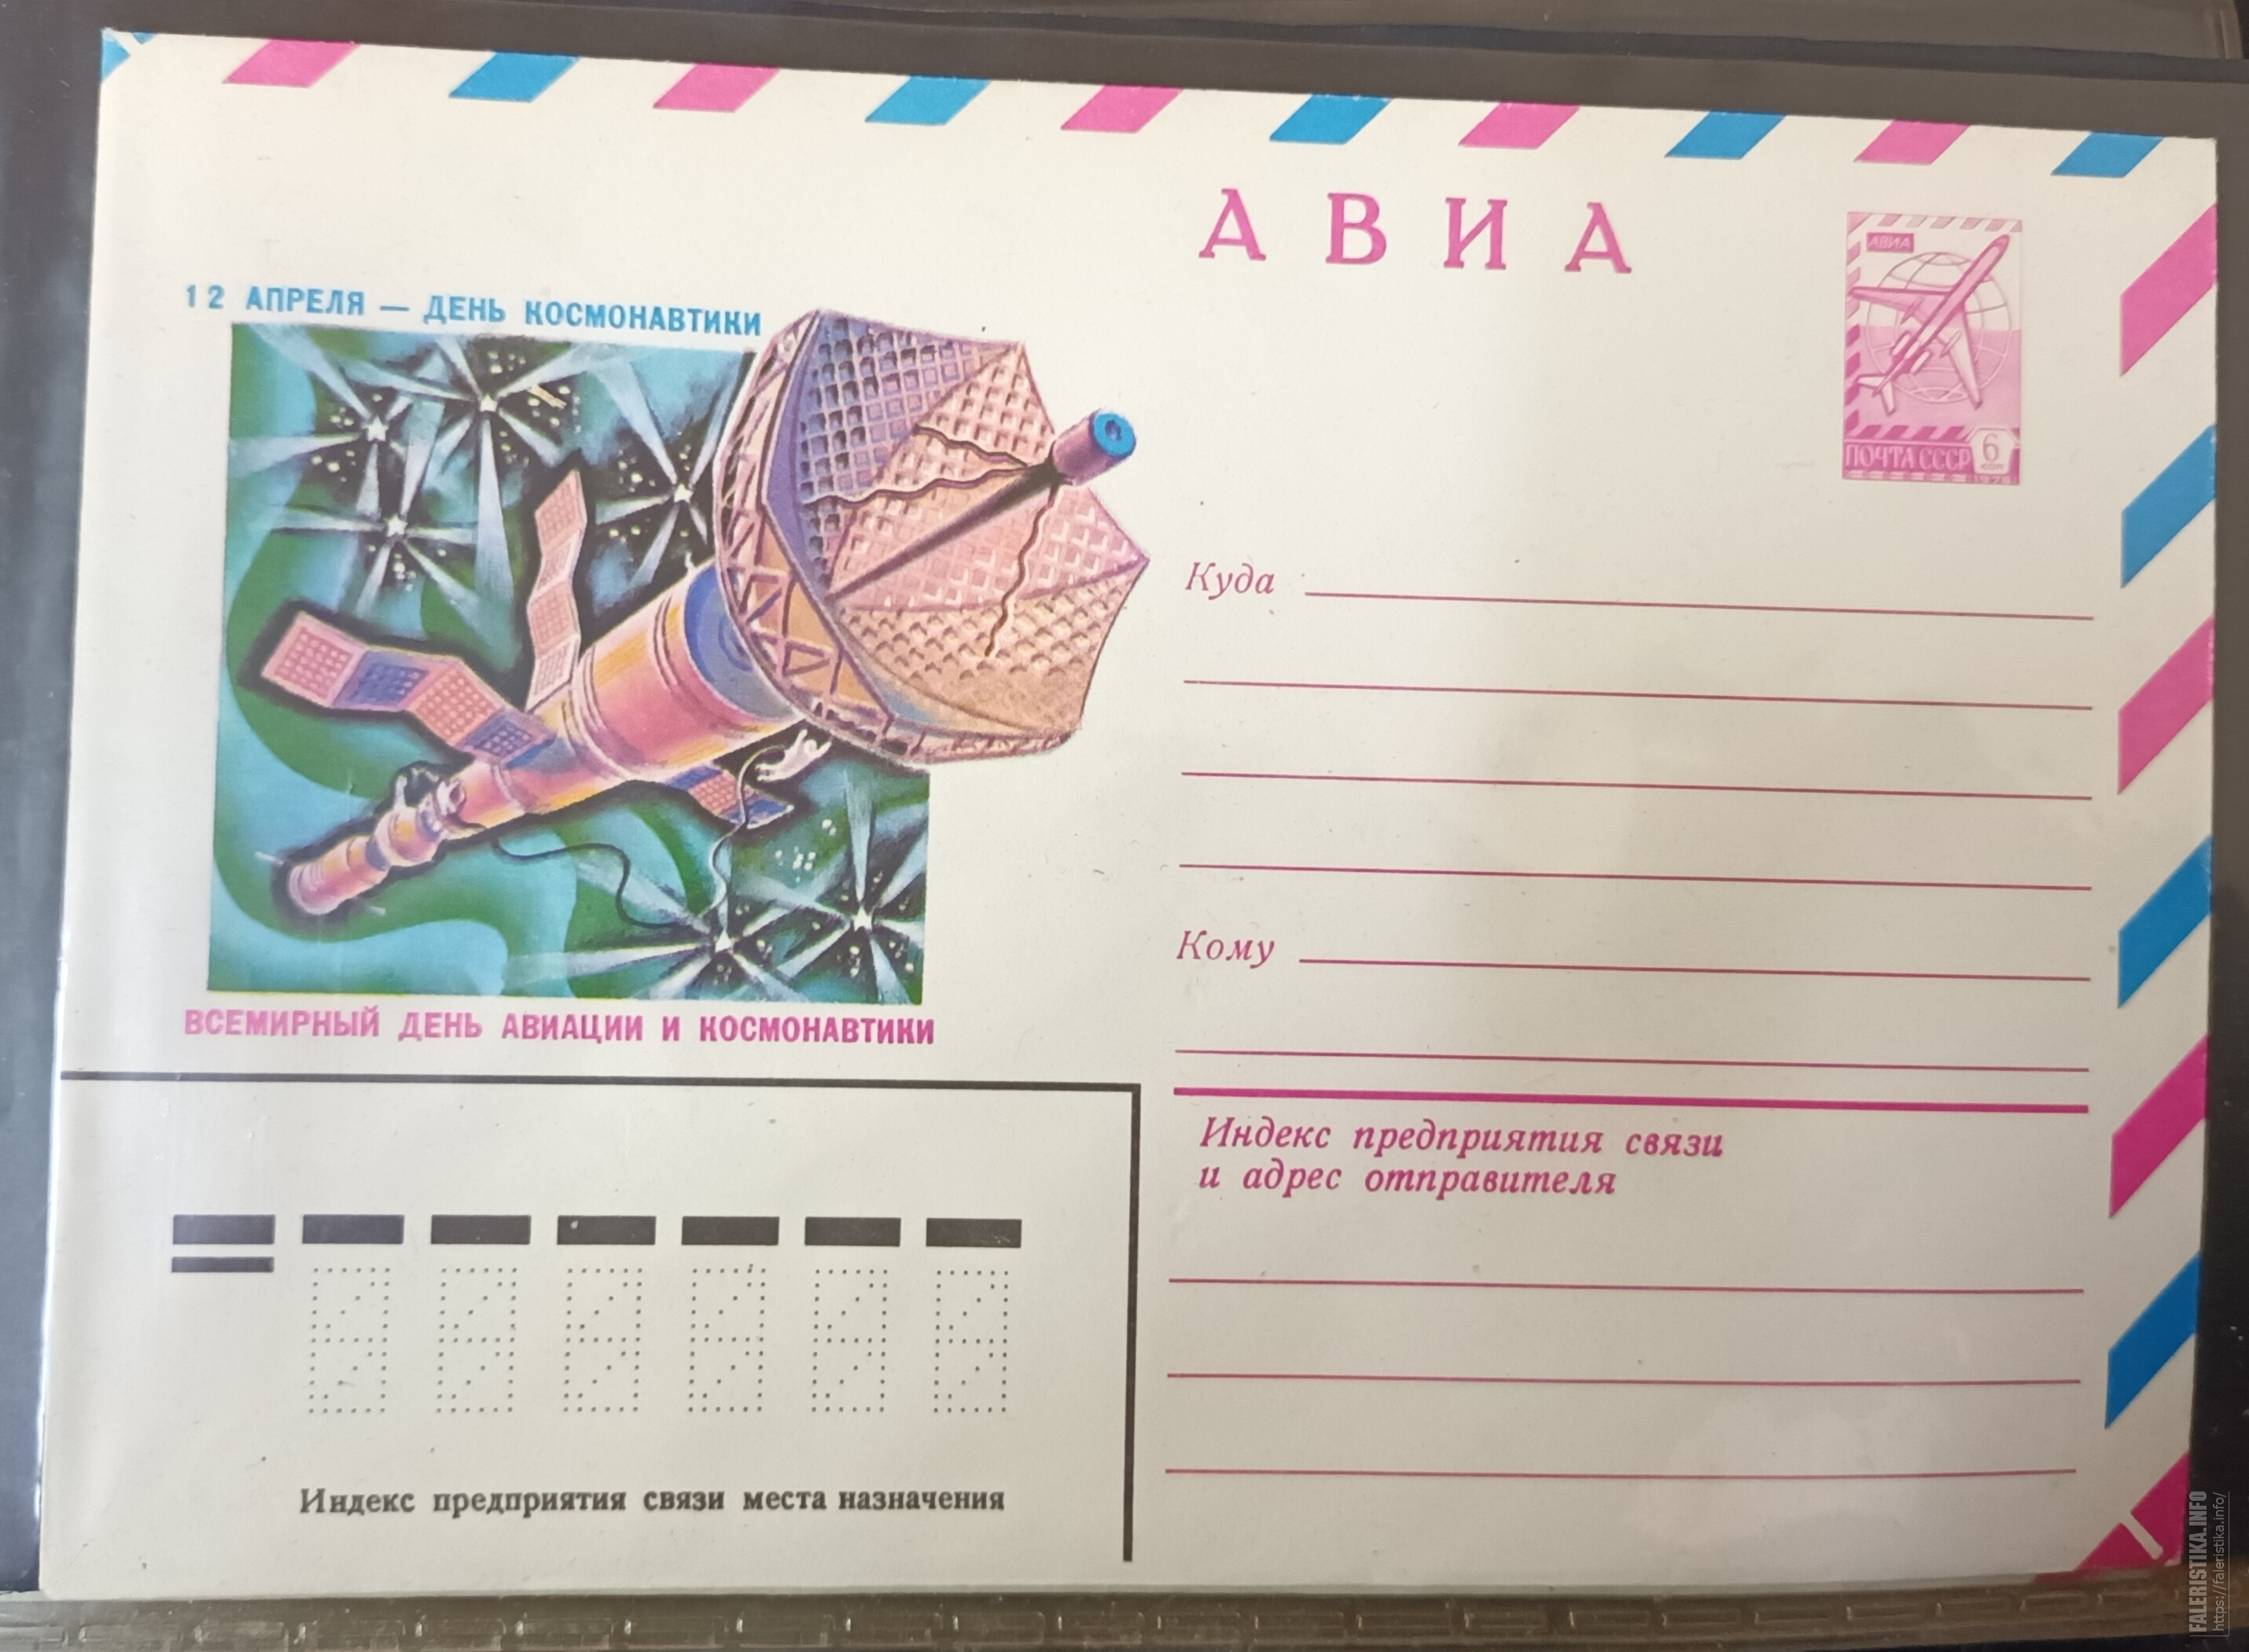 АВИА
АВИА
ПОЧТА СССР 6
КОП
1976
12 АПРЕЛЯ — ДЕНЬ КОСМОНАВТИКИ
ВСЕМИРНЫЙ ДЕНЬ АВИАЦИИ И КОСМОНАВТИКИ
Куда
Кому
Индекс предприятия связи
и адрес отправителя
Индекс предприятия связи места назначения
FALERISTIKA.INFO
https://faleristika.info/